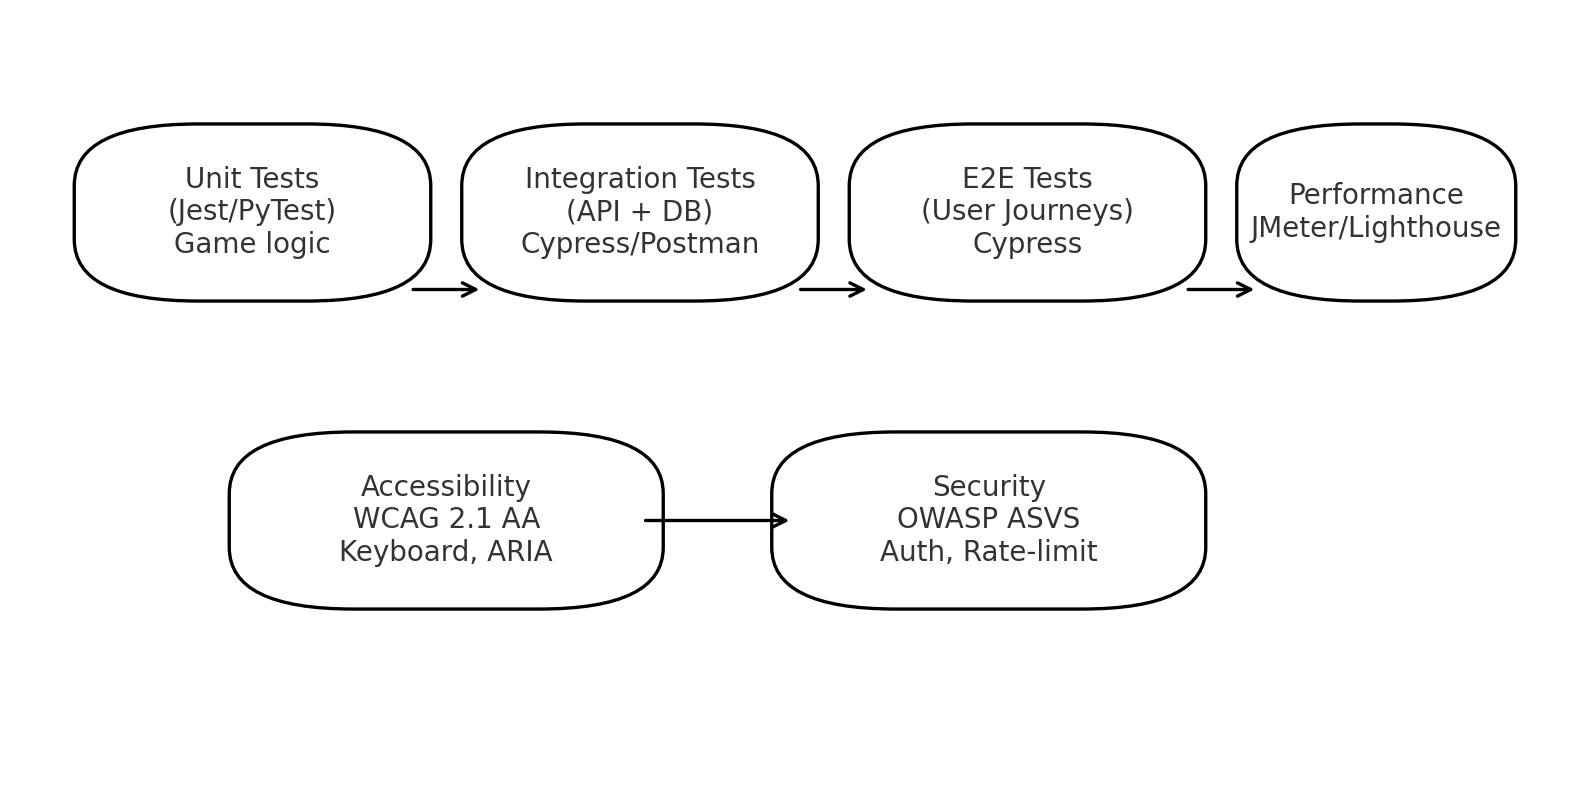 Unit Tests
(Jest/PyTest)
Game logic
Integration Tests
(API + DB)
Cypress/Postman
E2E Tests
(User Journeys)
Cypress
Performance
JMeter/Lighthouse
Accessibility
WCAG 2.1 AA
Keyboard, ARIA
Security
OWASP ASVS
Auth, Rate-limit